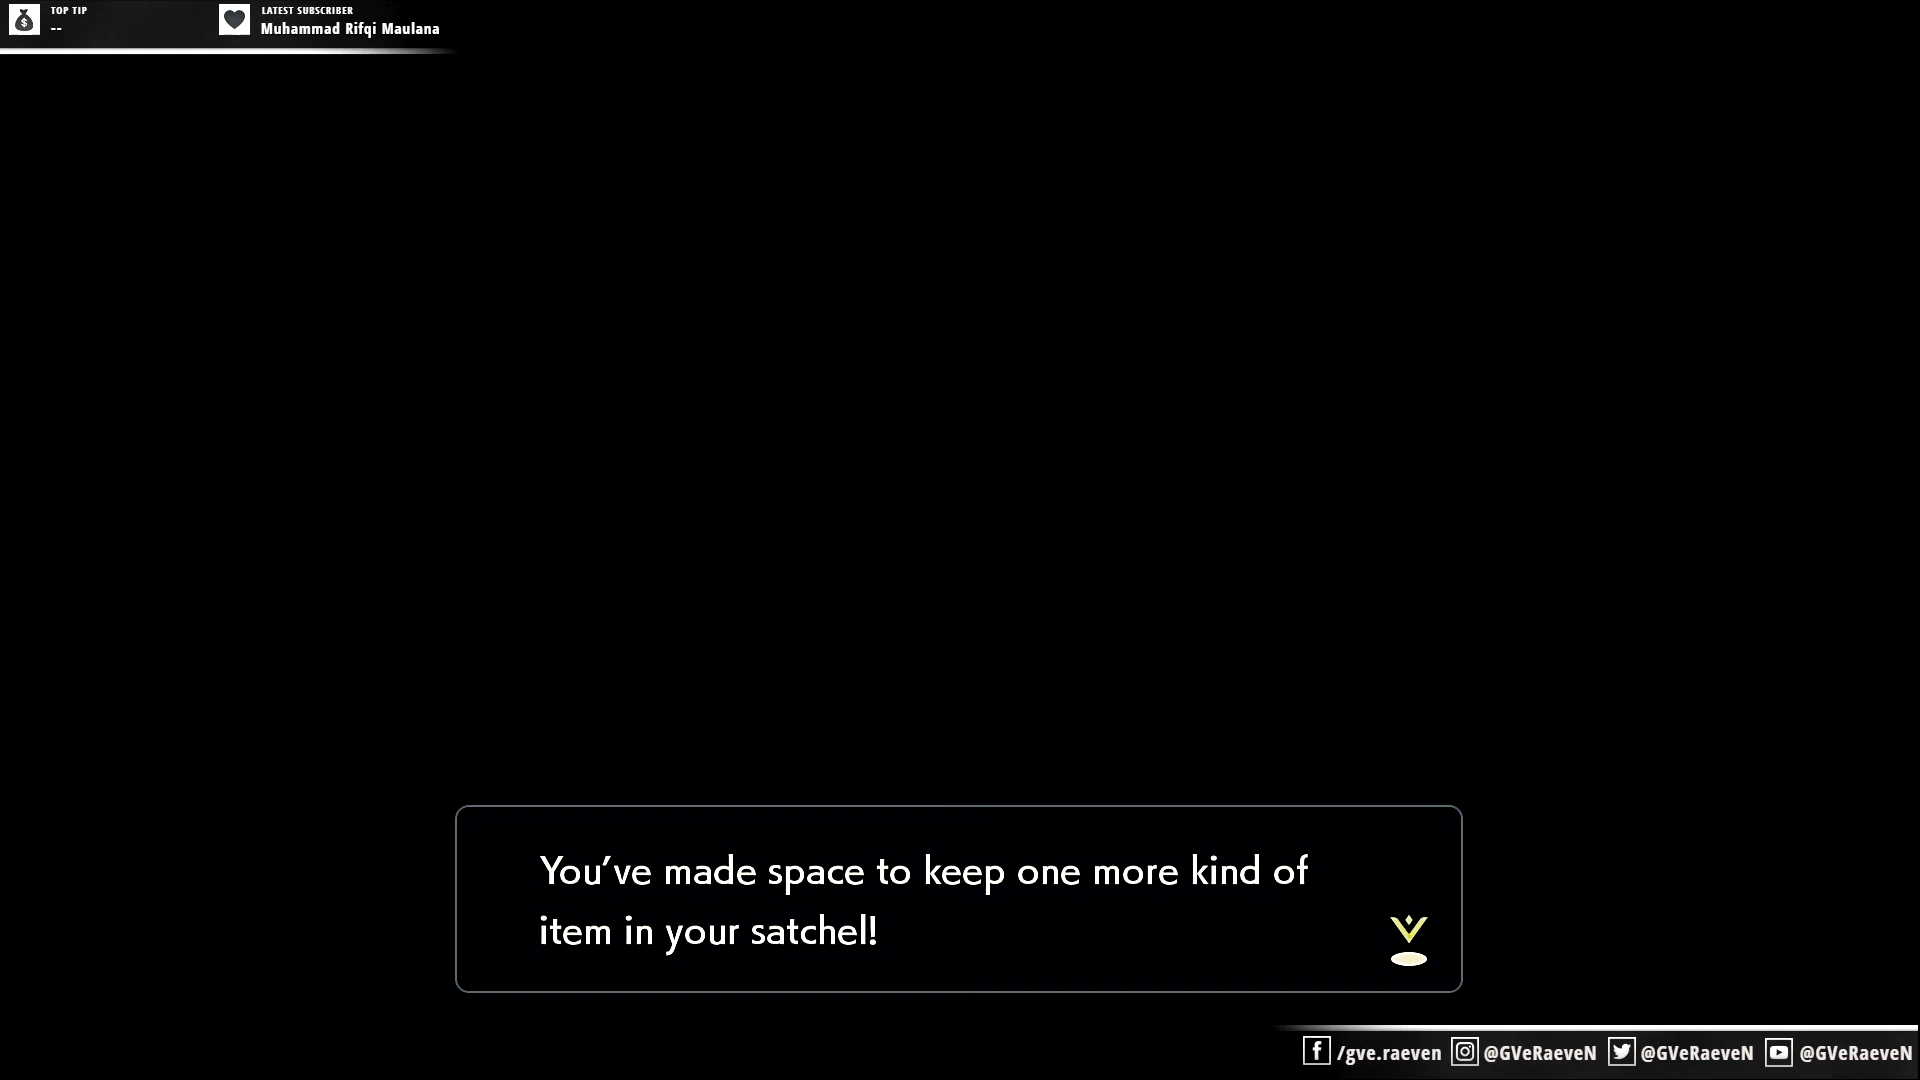 TOP TIP
--
LATEST SUBSCRIBER
Muhammad Rifqi Maulana
You've made space to keep one more kind of
item in your satchel!
/gve.raeven @GVeRaeveN @GVeRaeveN @GVeRaeveN